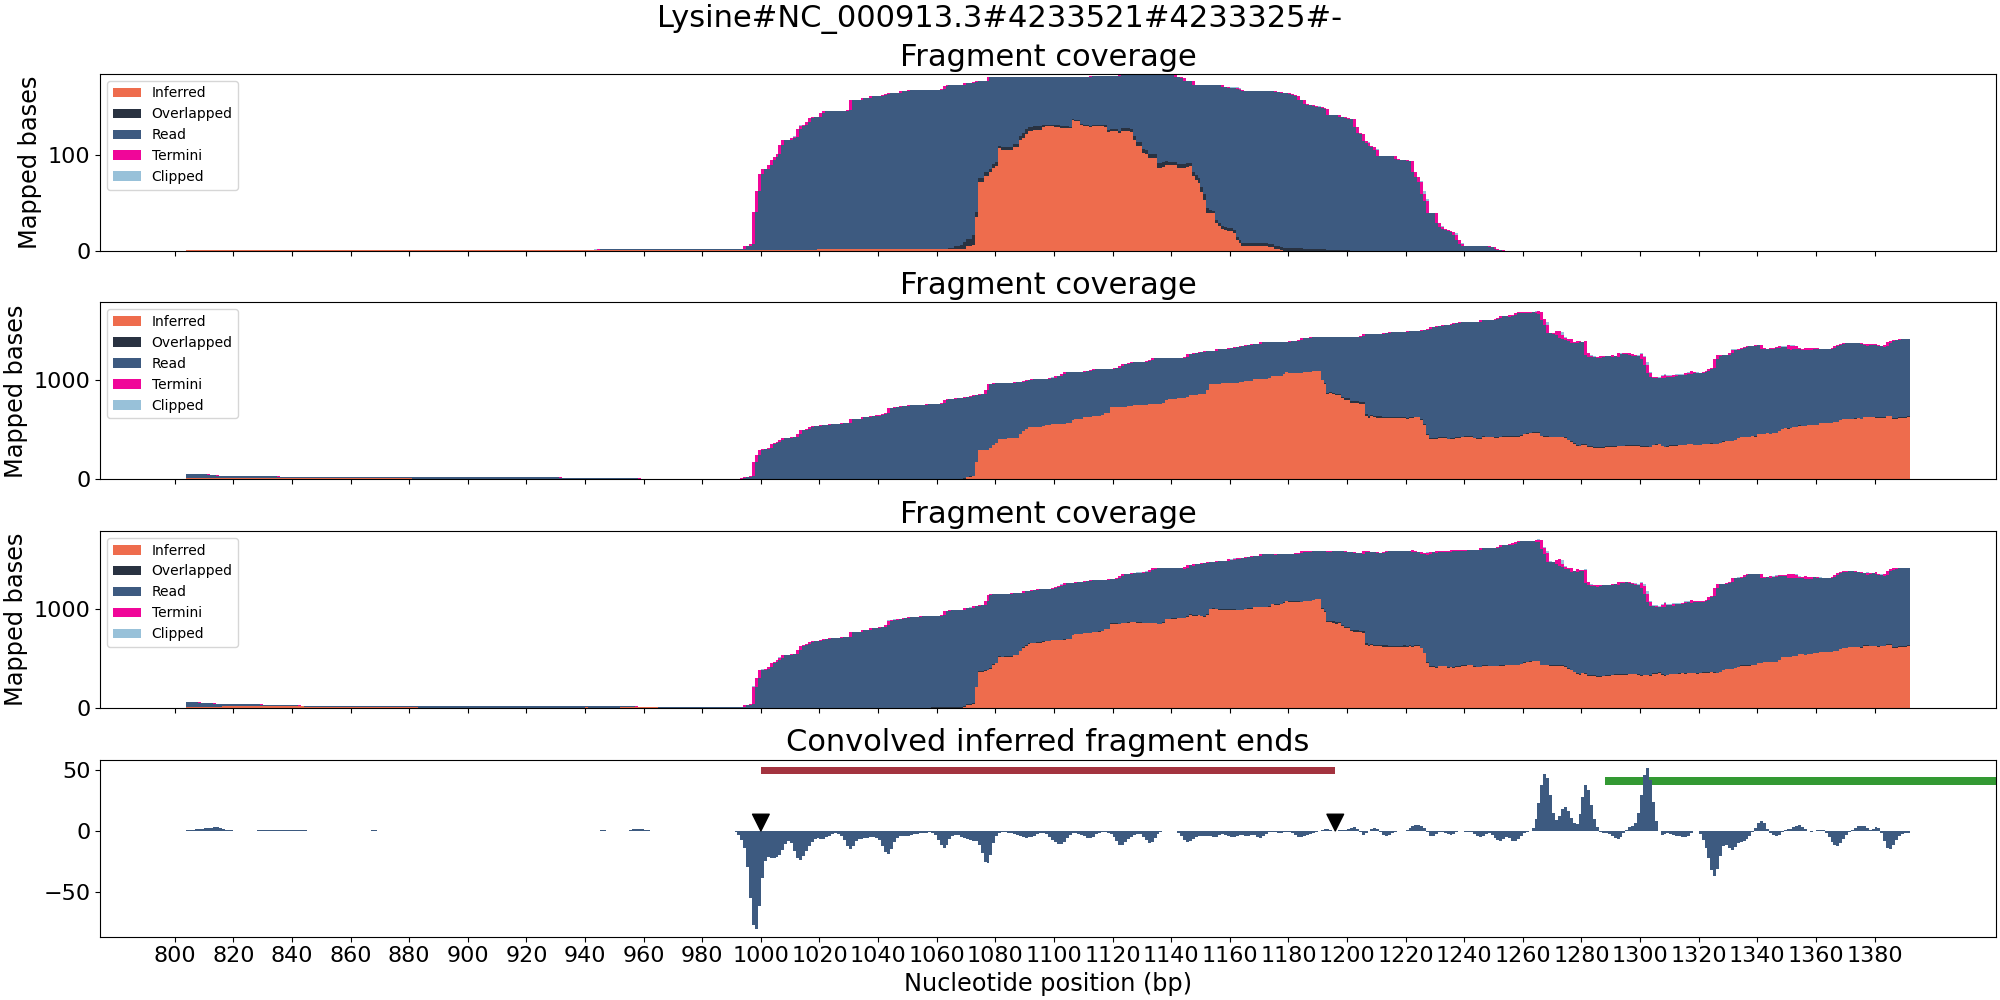 Lysine#NC_000913.3#4233521#4233325#-
Fragment coverage
Mapped bases
100
0
Inferred
Overlapped
Read
Termini
Clipped
Fragment coverage
Mapped bases
1000
0
Inferred
Overlapped
Read
Termini
Clipped
Fragment coverage
Mapped bases
1000
0
Inferred
Overlapped
Read
Termini
Clipped
Convolved inferred fragment ends
50
0
−50
800 820 840 860 880 900 920 940 960 980 1000 1020 1040 1060 1080 1100 1120 1140 1160 1180 1200 1220 1240 1260 1280 1300 1320 1340 1360 1380
Nucleotide position (bp)